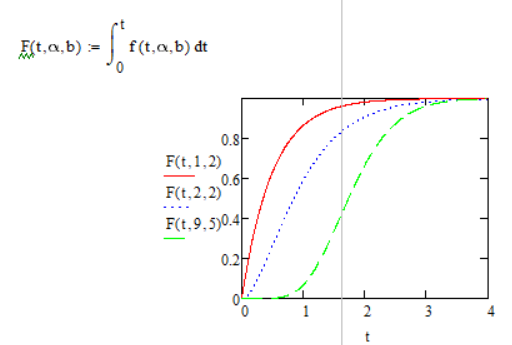 F(t,α,b) := ∫₀ᵗ f(t,α,b) dt
F(t,1,2)
F(t,2,2)
F(t,9,5)
0.8
0.6
0.4
0.2
0
0 1 2 3 4
t